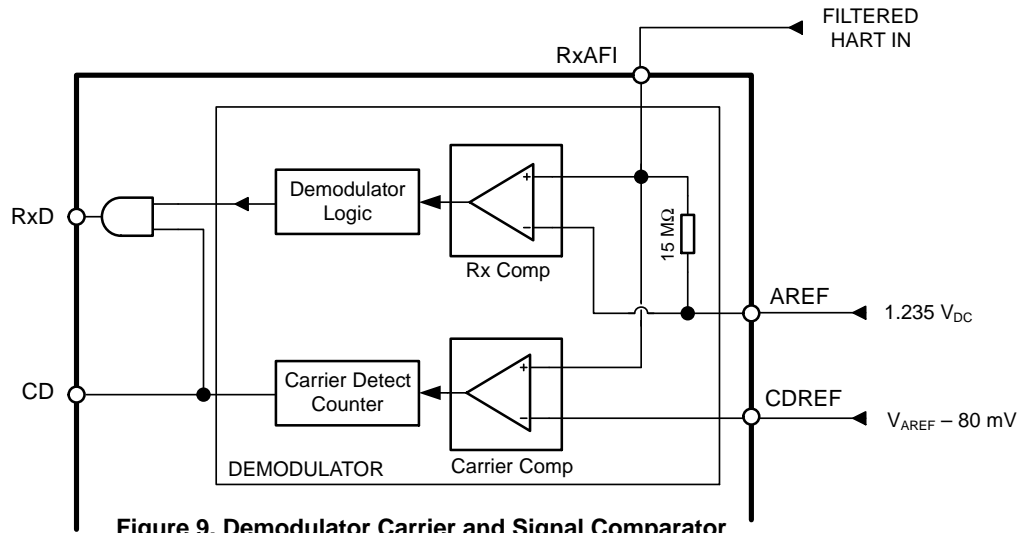 FILTERED
HART IN
RxAFI
Demodulator
Logic
+
−
Rx Comp
15 MΩ
RxD
AREF
1.235 V_DC
CD
Carrier Detect
Counter
+
−
Carrier Comp
CDREF
V_AREF – 80 mV
DEMODULATOR
Figure 9. Demodulator Carrier and Signal Comparator